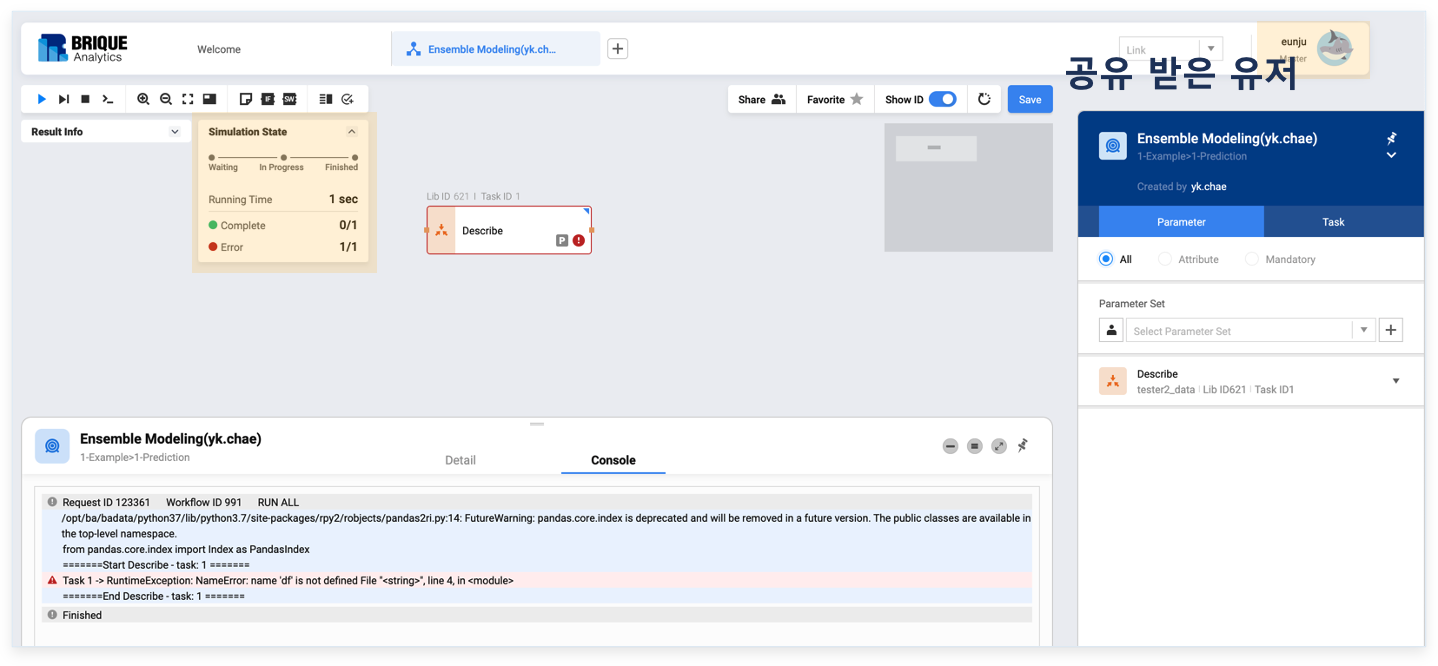 BRIQUE
Analytics
Welcome
Ensemble Modeling(yk.ch...
Link
eunju
Master
공유 받은 유저
IF
SW
Share
Favorite
Show ID
Save
Result Info
Simulation State
Waiting In Progress Finished
Running Time 1 sec
Complete 0/1
Error 1/1
Lib ID 621 | Task ID 1
Describe
P
Ensemble Modeling(yk.chae)
1-Example>1-Prediction
Created by yk.chae
Parameter Task
All Attribute Mandatory
Parameter Set
Select Parameter Set
Describe
tester2_data | Lib ID621 | Task ID1
Ensemble Modeling(yk.chae)
1-Example>1-Prediction
Detail Console
Request ID 123361 Workflow ID 991 RUN ALL
/opt/ba/badata/python37/lib/python3.7/site-packages/rpy2/robjects/pandas2ri.py:14: FutureWarning: pandas.core.index is deprecated and will be removed in a future version. The public classes are available in
the top-level namespace.
from pandas.core.index import Index as PandasIndex
=======Start Describe - task: 1 =======
Task 1 -> RuntimeException: NameError: name 'df' is not defined File "<string>", line 4, in <module>
=======End Describe - task: 1 =======
Finished